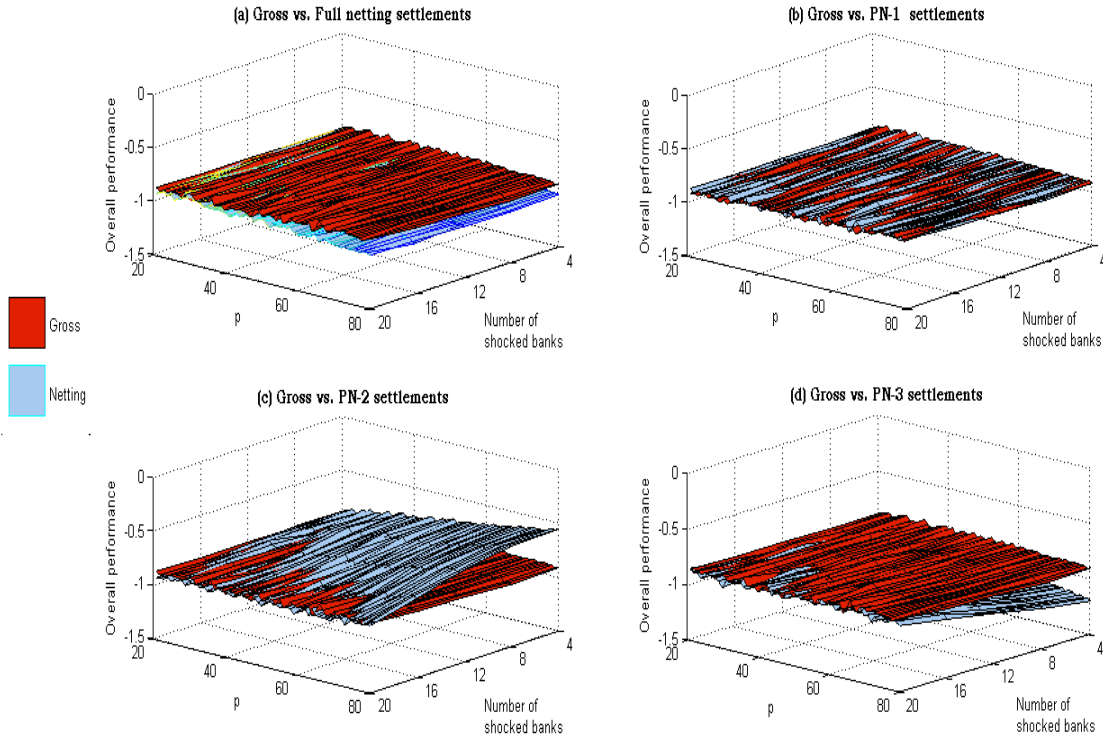 (a) Gross vs. Full netting settlements
0
-0.5
-1
-1.5
Overall performance
20
40
60
80
p
20
16
12
8
4
Number of
shocked banks
(b) Gross vs. PN-1 settlements
0
-0.5
-1
-1.5
Overall performance
20
40
60
80
p
20
16
12
8
4
Number of
shocked banks
Gross
Netting
(c) Gross vs. PN-2 settlements
0
-0.5
-1
-1.5
Overall performance
20
40
60
80
p
20
16
12
8
4
Number of
shocked banks
(d) Gross vs. PN-3 settlements
0
-0.5
-1
-1.5
Overall performance
20
40
60
80
p
20
16
12
8
4
Number of
shocked banks